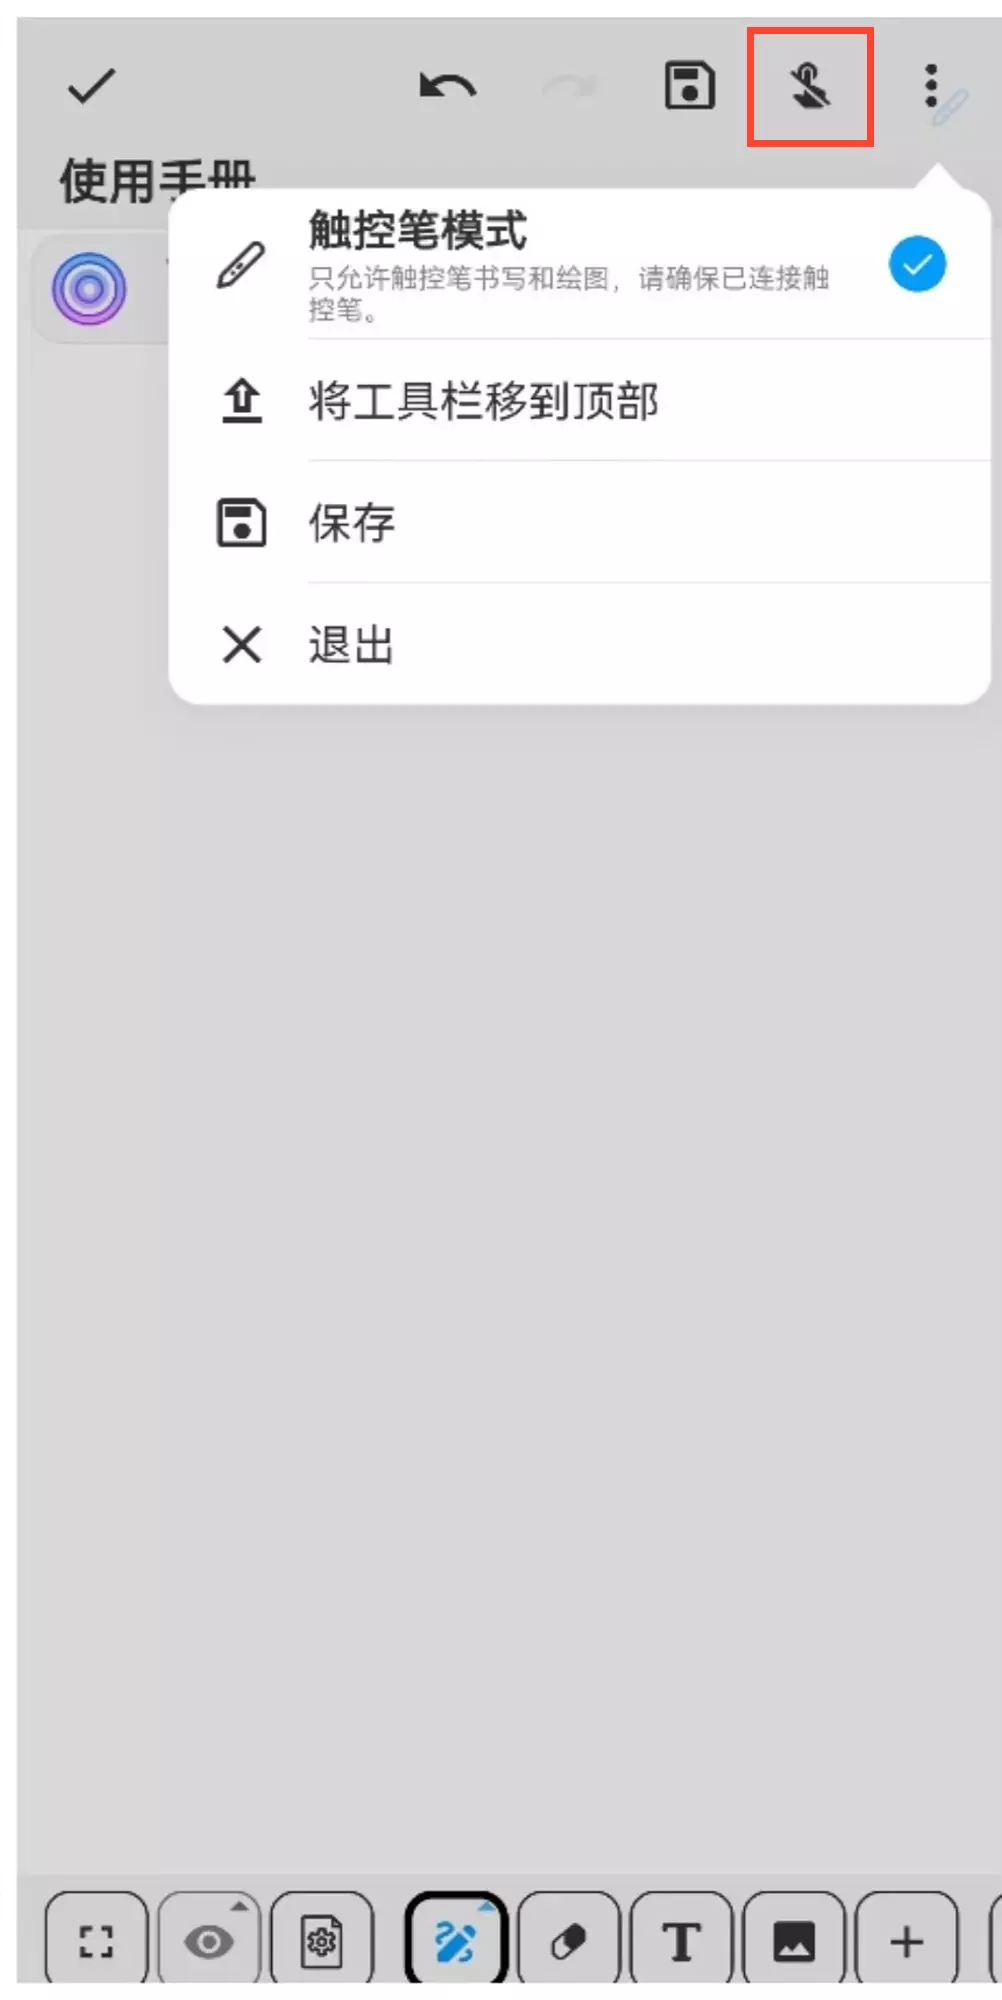 使用手册
触控笔模式
只允许触控笔书写和绘图，请确保已连接触
控笔。
将工具栏移到顶部
保存
退出
T